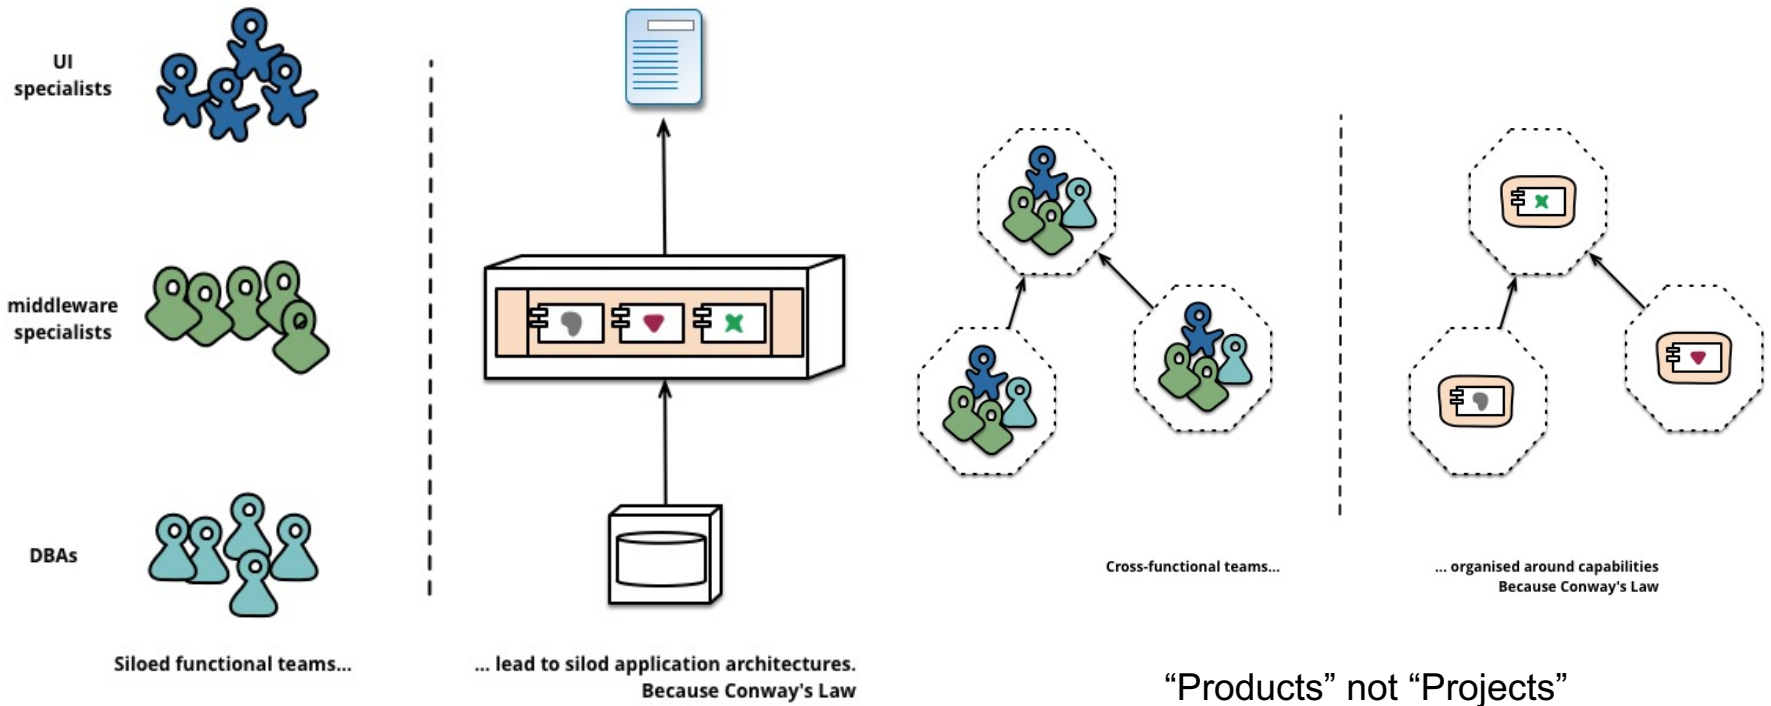 UI
specialists
middleware
specialists
DBAs
Siloed functional teams...
... lead to silod application architectures.
Because Conway's Law
Cross-functional teams...
... organised around capabilities
Because Conway's Law
“Products” not “Projects”